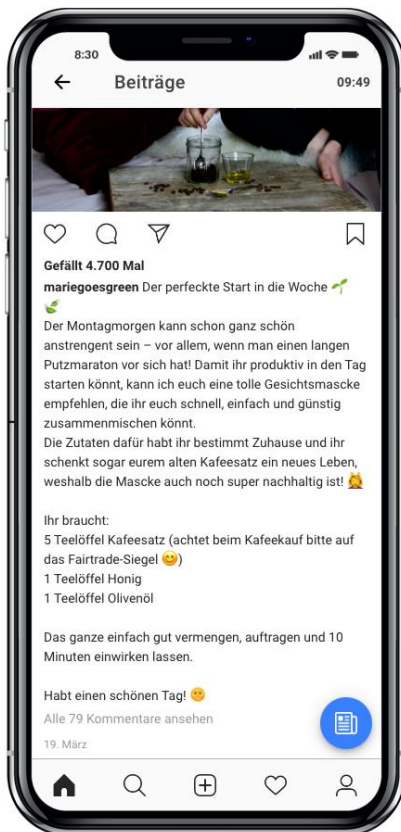 8:30
Beiträge 09:49
Gefällt 4.700 Mal
mariegoesgreen Der perfeckte Start in die Woche 🌱
🍃
Der Montagmorgen kann schon ganz schön
anstrengent sein – vor allem, wenn man einen langen
Putzmaraton vor sich hat! Damit ihr produktiv in den Tag
starten könnt, kann ich euch eine tolle Gesichtsmascke
empfehlen, die ihr euch schnell, einfach und günstig
zusammenmischen könnt.
Die Zutaten dafür habt ihr bestimmt Zuhause und ihr
schenkt sogar eurem alten Kafeesatz ein neues Leben,
weshalb die Mascke auch noch super nachhaltig ist! 👸
Ihr braucht:
5 Teelöffel Kafeesatz (achtet beim Kafeekauf bitte auf
das Fairtrade-Siegel 😊)
1 Teelöffel Honig
1 Teelöffel Olivenöl
Das ganze einfach gut vermengen, auftragen und 10
Minuten einwirken lassen.
Habt einen schönen Tag! 🙂
Alle 79 Kommentare ansehen
19. März